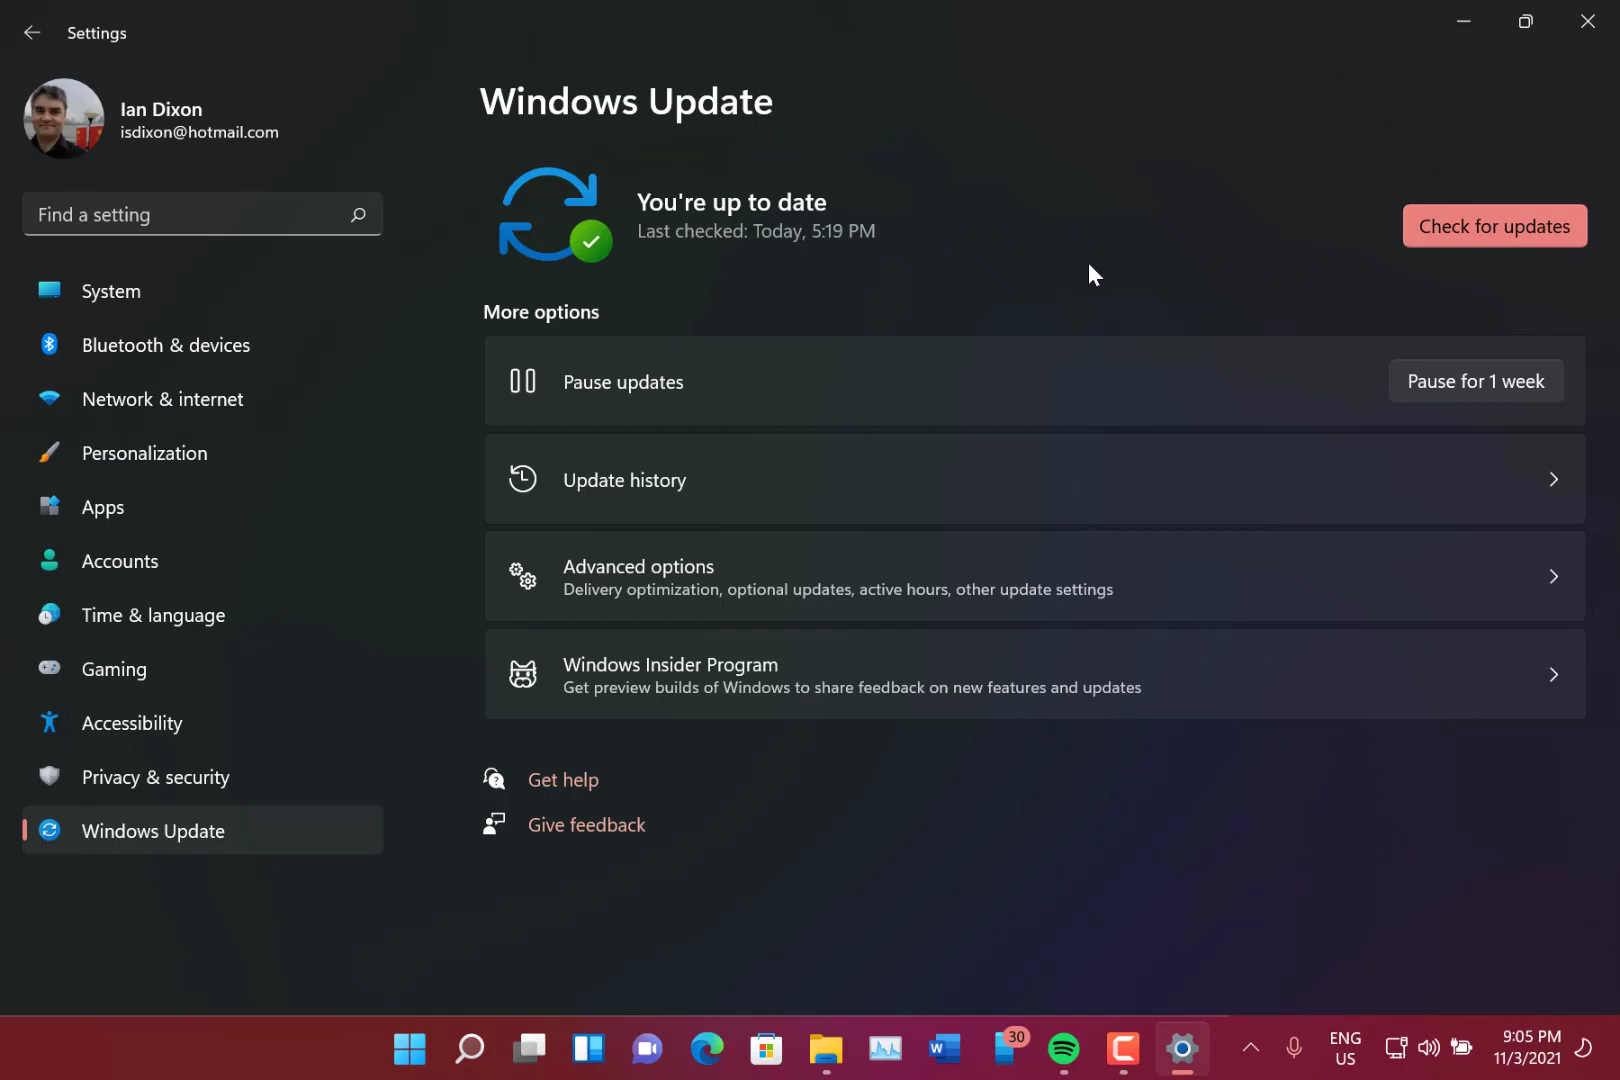 Settings
Ian Dixon
isdixon@hotmail.com
Find a setting
System
Bluetooth & devices
Network & internet
Personalization
Apps
Accounts
Time & language
Gaming
Accessibility
Privacy & security
Windows Update
Windows Update
You're up to date
Last checked: Today, 5:19 PM
Check for updates
More options
Pause updates
Pause for 1 week
Update history
Advanced options
Delivery optimization, optional updates, active hours, other update settings
Windows Insider Program
Get preview builds of Windows to share feedback on new features and updates
Get help
Give feedback
W
30
ENG
US
9:05 PM
11/3/2021